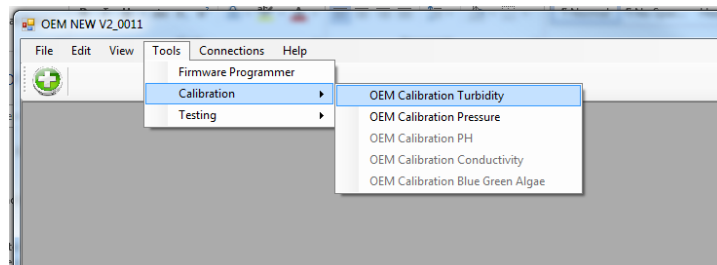 OEM NEW V2_0011
File Edit View Tools Connections Help
Firmware Programmer
Calibration
Testing
OEM Calibration Turbidity
OEM Calibration Pressure
OEM Calibration PH
OEM Calibration Conductivity
OEM Calibration Blue Green Algae